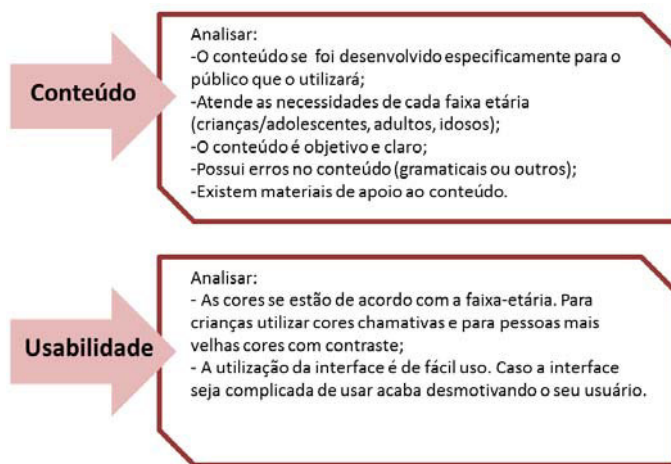 Conteúdo
Analisar:
-O conteúdo se foi desenvolvido especificamente para o
público que o utilizará;
-Atende as necessidades de cada faixa etária
(crianças/adolescentes, adultos, idosos);
-O conteúdo é objetivo e claro;
-Possui erros no conteúdo (gramaticais ou outros);
-Existem materiais de apoio ao conteúdo.
Usabilidade
Analisar:
- As cores se estão de acordo com a faixa-etária. Para
crianças utilizar cores chamativas e para pessoas mais
velhas cores com contraste;
- A utilização da interface é de fácil uso. Caso a interface
seja complicada de usar acaba desmotivando o seu usuário.